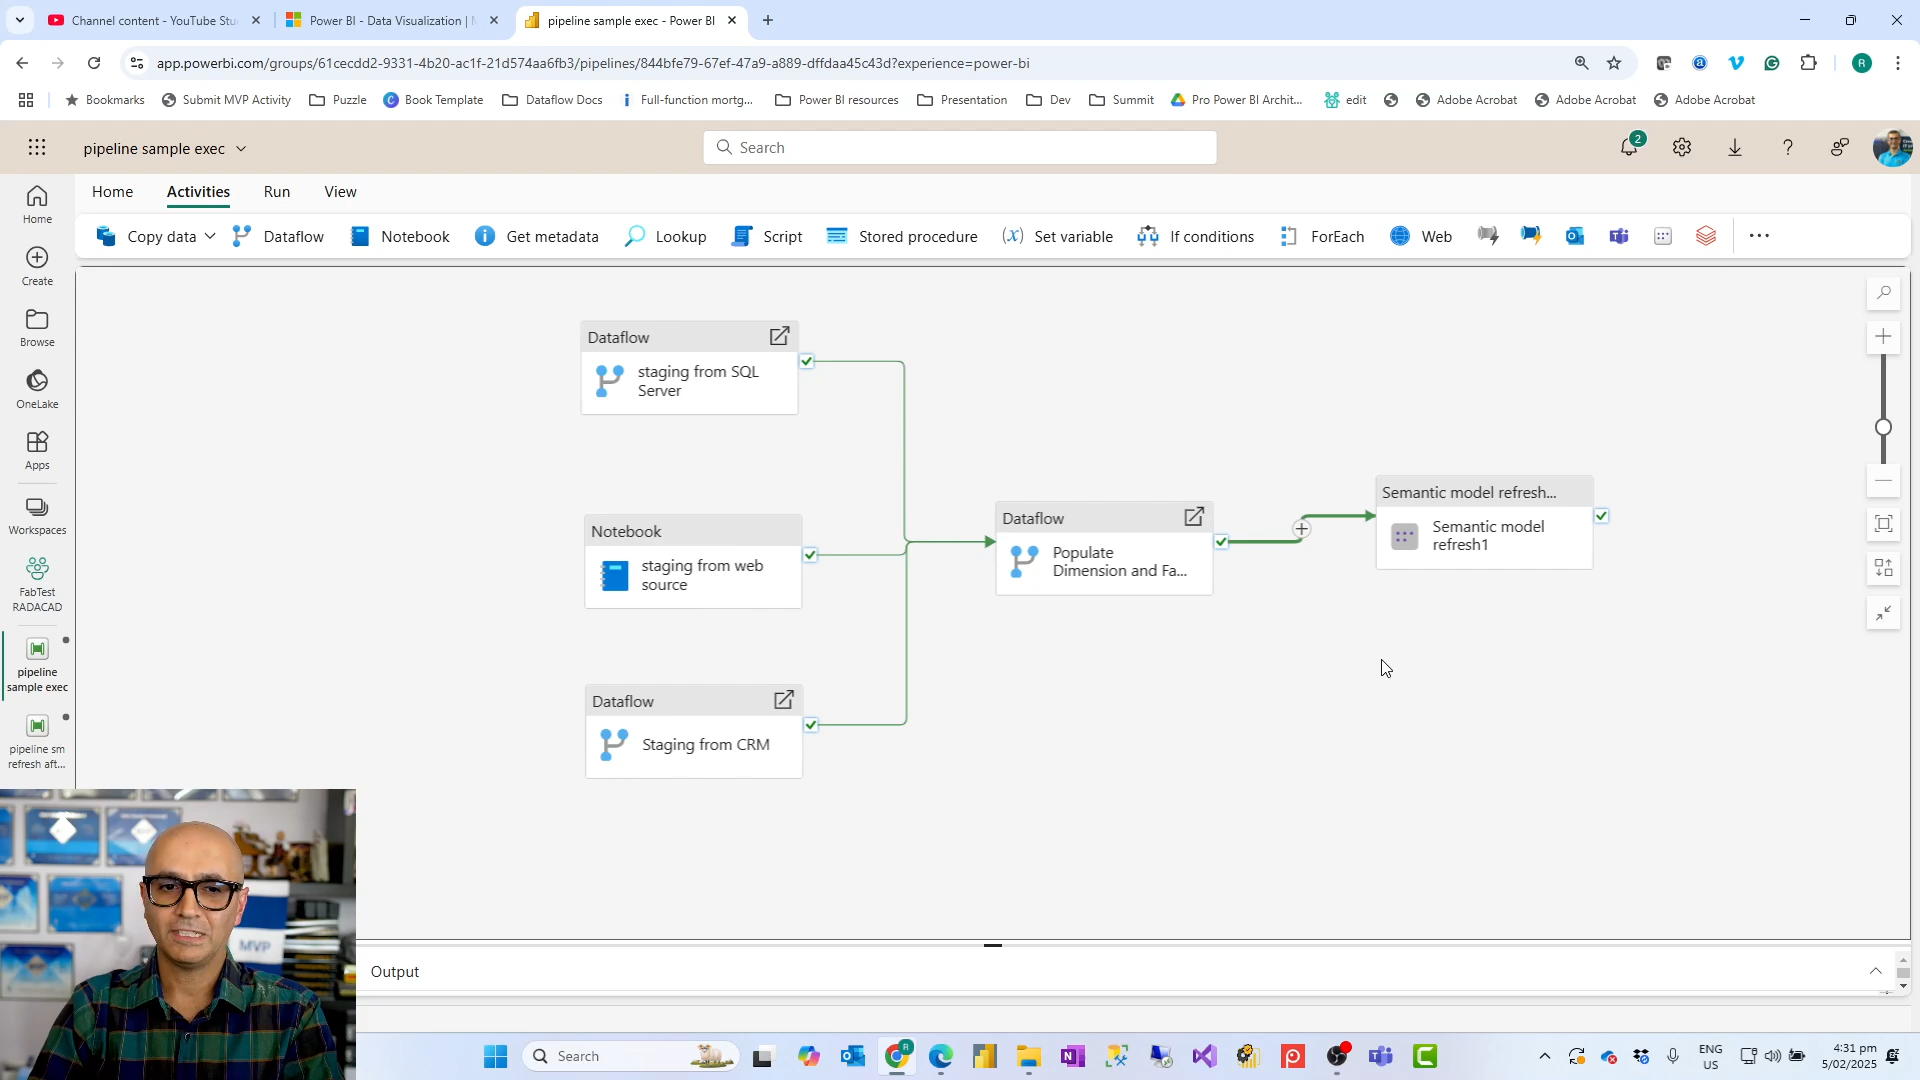 Channel content - YouTube Stu
Power BI - Data Visualization |
pipeline sample exec - Power BI
app.powerbi.com/groups/61cecdd2-9331-4b20-ac1f-21d574aa6fb3/pipelines/844bfe79-67ef-47a9-a889-dffdaa45c43d?experience=power-bi
R
Bookmarks
Submit MVP Activity
Puzzle
Book Template
Dataflow Docs
Full-function mortg...
Power BI resources
Presentation
Dev
Summit
Pro Power BI Archit...
edit
Adobe Acrobat
Adobe Acrobat
Adobe Acrobat
pipeline sample exec
Search
2
Home
Activities
Run
View
Copy data
Dataflow
Notebook
Get metadata
Lookup
Script
Stored procedure
Set variable
If conditions
ForEach
Web
Home
Create
Browse
OneLake
Apps
Workspaces
FabTest
RADACAD
pipeline
sample exec
pipeline sm
refresh aft...
Dataflow
staging from SQL
Server
Notebook
staging from web
source
Dataflow
Staging from CRM
Dataflow
Populate
Dimension and Fa...
Semantic model refresh...
Semantic model
refresh1
MVP
Output
Search
ENG
US
4:31 pm
5/02/2025